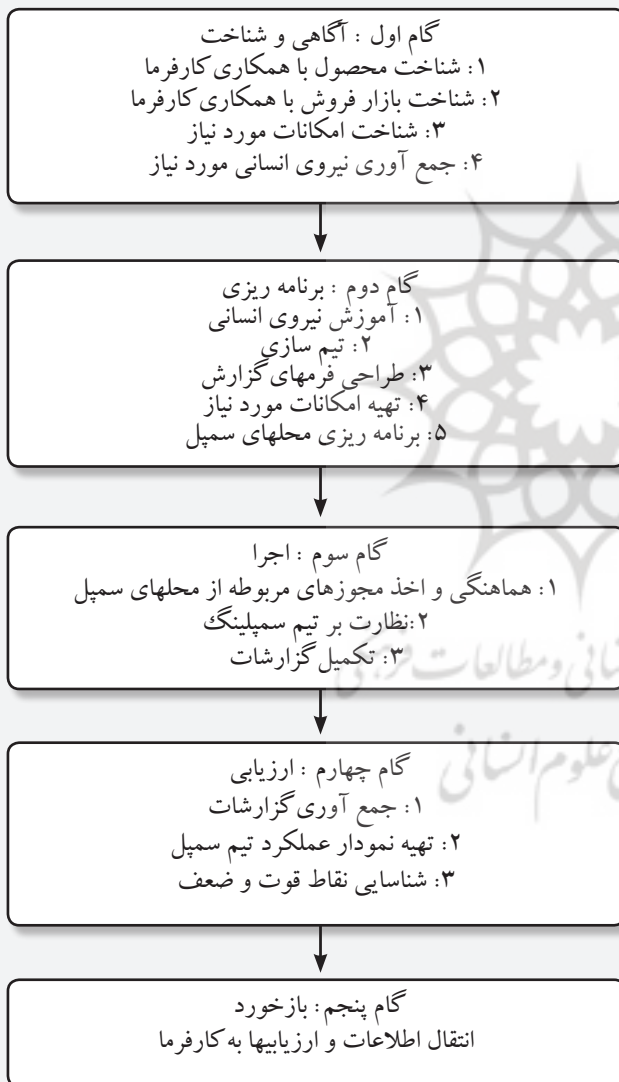 گام اول : آگاهی و شناخت
۱: شناخت محصول با همکاری کارفرما
۲: شناخت بازار فروش با همکاری کارفرما
۳: شناخت امکانات مورد نیاز
۴: جمع آوری نیروی انسانی مورد نیاز
گام دوم : برنامه ریزی
۱: آموزش نیروی انسانی
۲: تیم سازی
۳: طراحی فرمهای گزارش
۴: تهیه امکانات مورد نیاز
۵: برنامه ریزی محلهای سمپل
گام سوم : اجرا
۱: هماهنگی و اخذ مجوزهای مربوطه از محلهای سمپل
۲:نظارت بر تیم سمپلینگ
۳: تکمیل گزارشات
ومطالعات فرهنگی
علوم انسانی
گام چهارم : ارزیابی
۱: جمع آوری گزارشات
۲: تهیه نمودار عملکرد تیم سمپل
۳: شناسایی نقاط قوت و ضعف
گام پنجم : بازخورد
انتقال اطلاعات و ارزیابیها به کارفرما